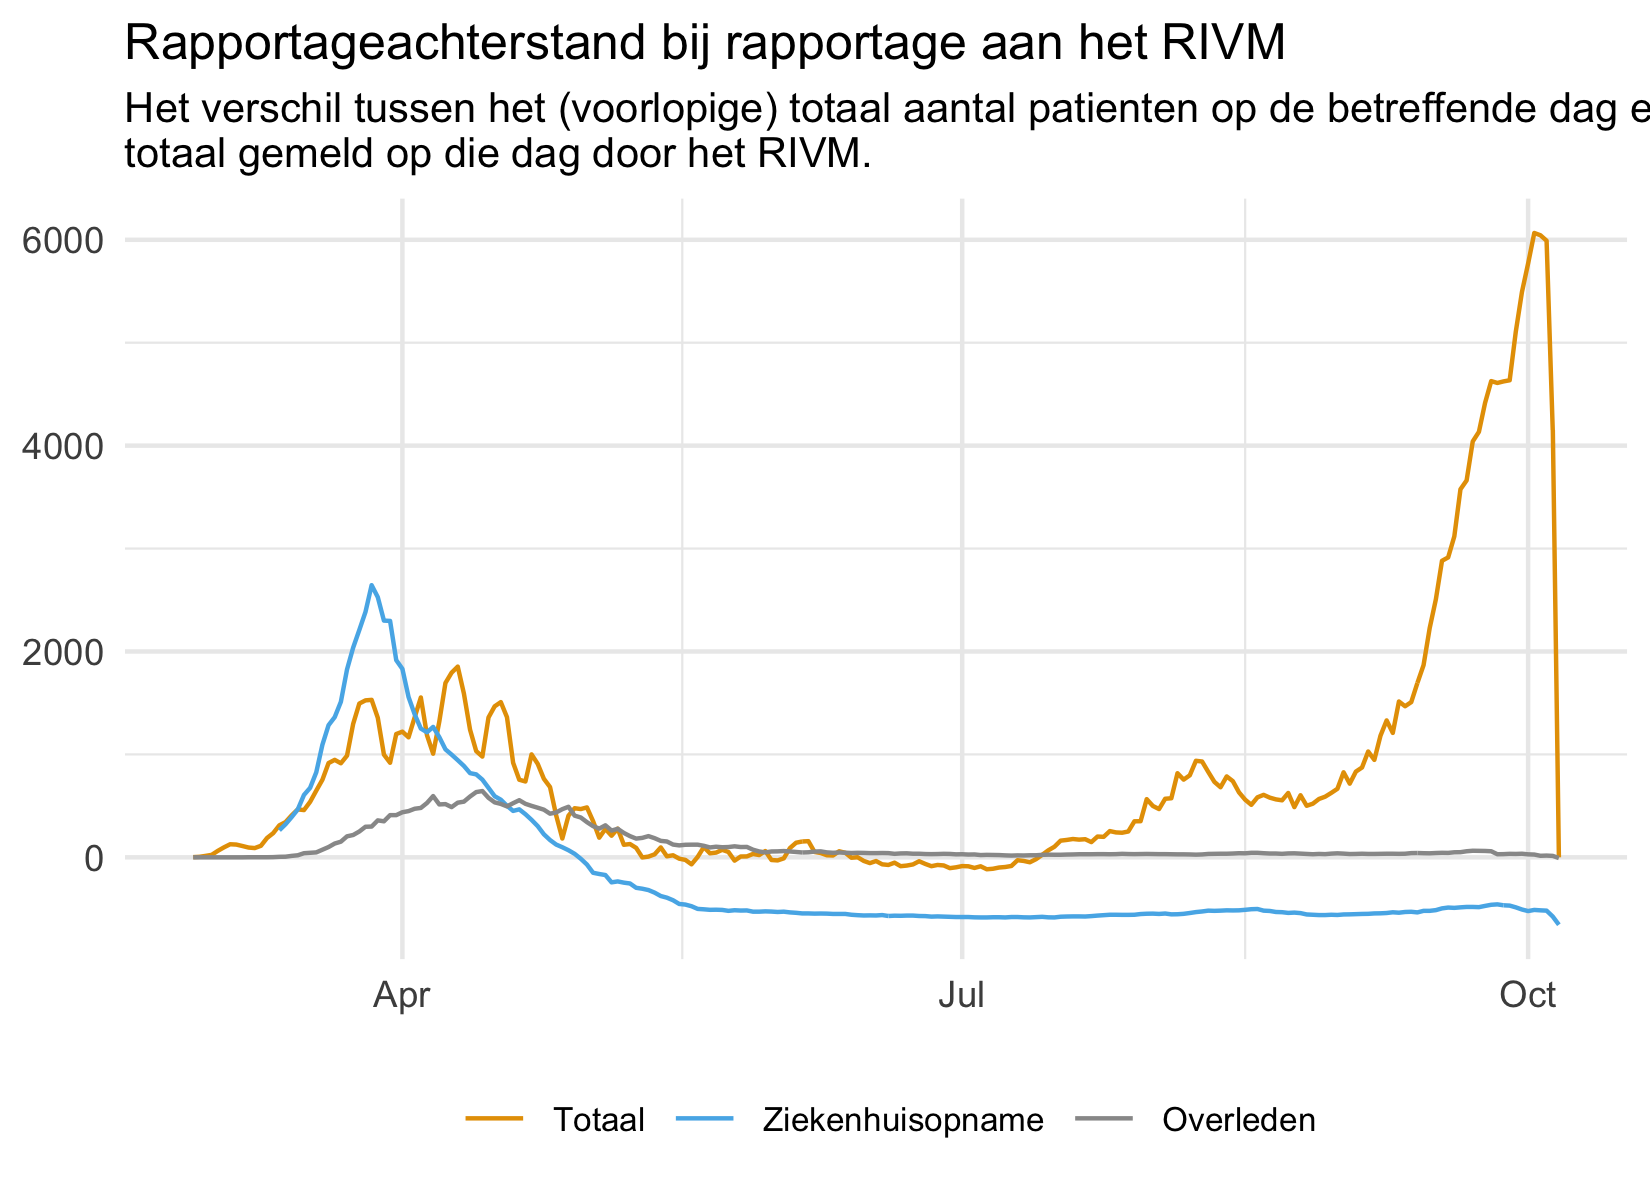 Rapportageachterstand bij rapportage aan het RIVM
Het verschil tussen het (voorlopige) totaal aantal patienten op de betreffende dag e
totaal gemeld op die dag door het RIVM.
6000
4000
2000
0
Apr Jul Oct
Totaal Ziekenhuisopname Overleden